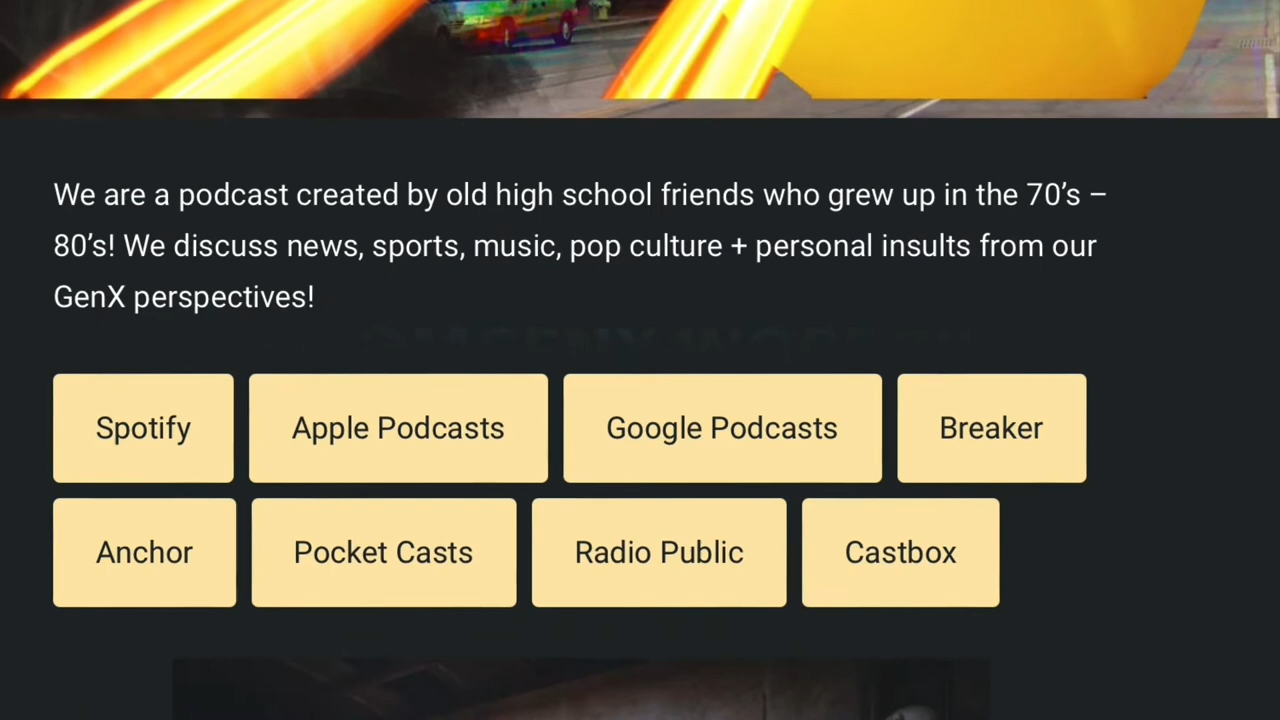 We are a podcast created by old high school friends who grew up in the 70’s –
80’s! We discuss news, sports, music, pop culture + personal insults from our
GenX perspectives!
Spotify
Apple Podcasts
Google Podcasts
Breaker
Anchor
Pocket Casts
Radio Public
Castbox